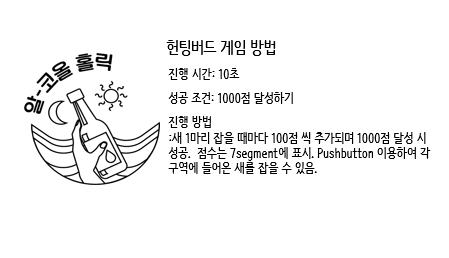 알-코올 홀릭
헌팅버드 게임 방법
진행 시간: 10초
성공 조건: 1000점 달성하기
진행 방법
:새 1마리 잡을 때마다 100점 씩 추가되며 1000점 달성 시
성공.  점수는 7segment에 표시. Pushbutton 이용하여 각
구역에 들어온 새를 잡을 수 있음.